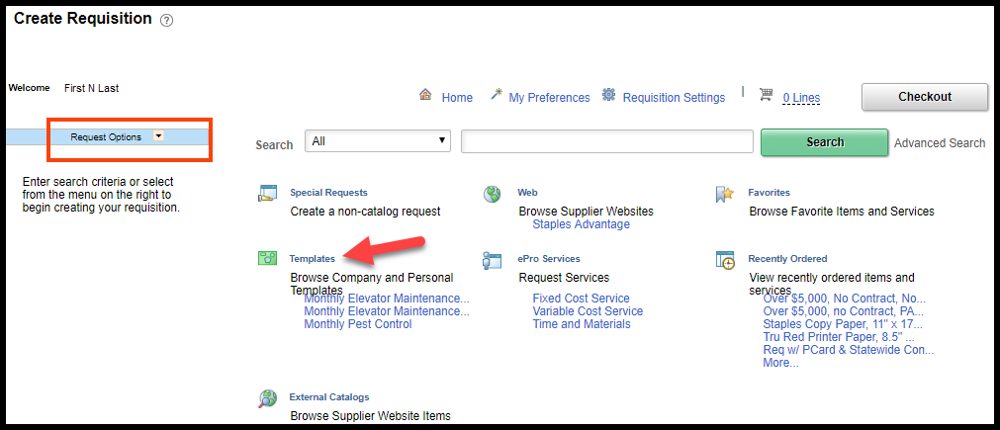 Create Requisition ?
Welcome First N Last
Home My Preferences Requisition Settings 0 Lines Checkout
Request Options
Search All Search Advanced Search
Enter search criteria or select
from the menu on the right to
begin creating your requisition.
Special Requests
Create a non-catalog request
Web
Browse Supplier Websites
Staples Advantage
Favorites
Browse Favorite Items and Services
Templates
Browse Company and Personal
Templates
Monthly Elevator Maintenance...
Monthly Elevator Maintenance...
Monthly Pest Control
ePro Services
Request Services
Fixed Cost Service
Variable Cost Service
Time and Materials
Recently Ordered
View recently ordered items and
services
Over $5,000, No Contract, No...
Over $5,000, no Contract, PA...
Staples Copy Paper, 11" x 17...
Tru Red Printer Paper, 8.5" ...
Req w/ PCard & Statewide Con...
More...
External Catalogs
Browse Supplier Website Items